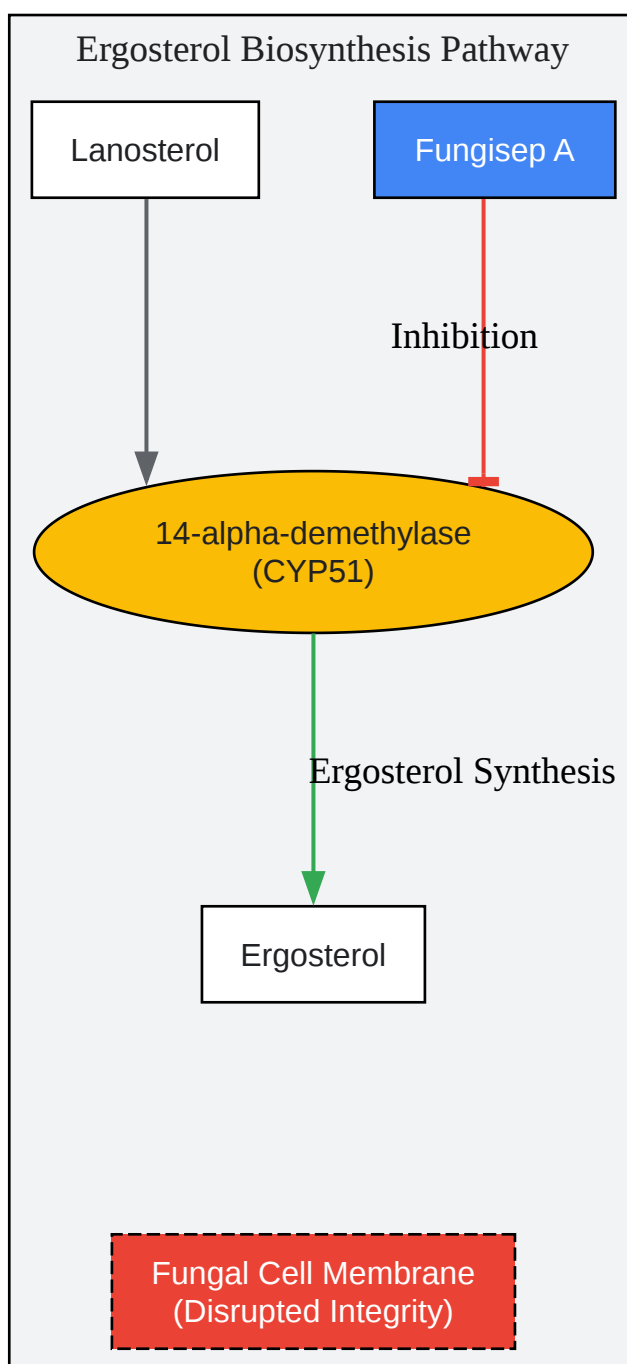 Ergosterol Biosynthesis Pathway
Lanosterol
Fungisep A
Inhibition
14-alpha-demethylase
(CYP51)
Ergosterol Synthesis
Ergosterol
Fungal Cell Membrane
(Disrupted Integrity)